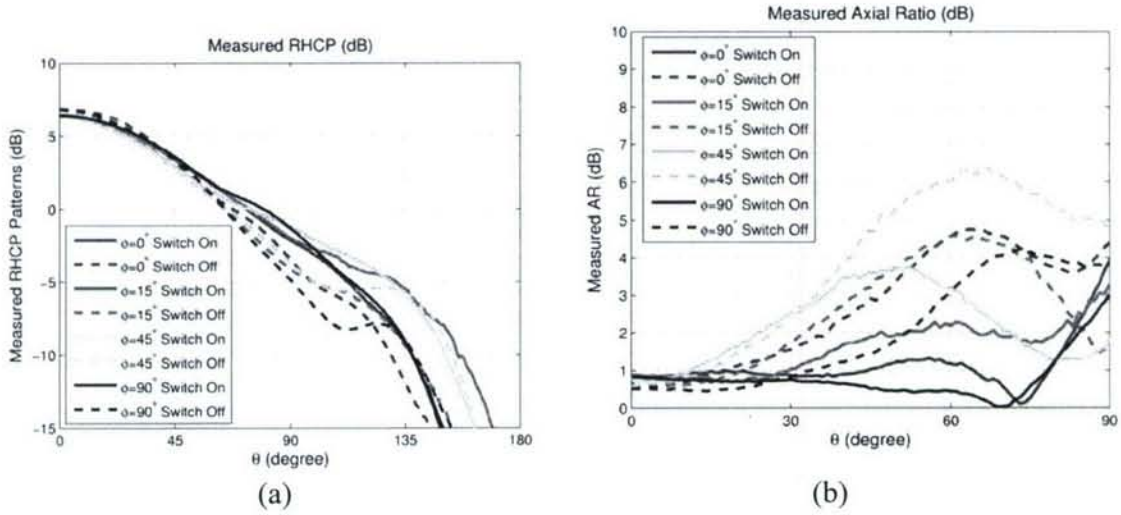 Measured RHCP (dB)
Measured RHCP Patterns (dB)
10
5
0
-5
-10
-15
0
45
90
135
180
θ (degree)
ϕ=0° Switch On
ϕ=0° Switch Off
ϕ=15° Switch On
ϕ=15° Switch Off
ϕ=45° Switch On
ϕ=45° Switch Off
ϕ=90° Switch On
ϕ=90° Switch Off
(a)
Measured Axial Ratio (dB)
Measured AR (dB)
10
9
8
7
6
5
4
3
2
1
0
0
30
60
90
θ (degree)
ϕ=0° Switch On
ϕ=0° Switch Off
ϕ=15° Switch On
ϕ=15° Switch Off
ϕ=45° Switch On
ϕ=45° Switch Off
ϕ=90° Switch On
ϕ=90° Switch Off
(b)